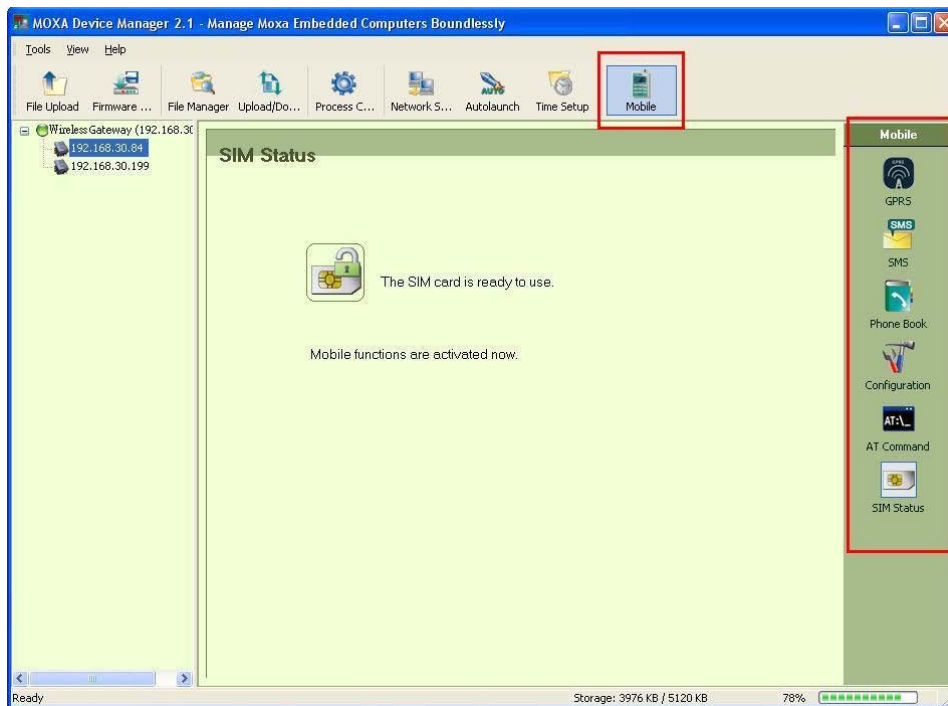 MOXA Device Manager 2.1 - Manage Moxa Embedded Computers Boundlessly
Tools View Help
File Upload Firmware ... File Manager Upload/Do... Process C... Network S... Autolaunch Time Setup Mobile
Wireless Gateway (192.168.30
192.168.30.84
192.168.30.199
SIM Status
The SIM card is ready to use.
Mobile functions are activated now.
Mobile
GPRS
SMS
SMS
Phone Book
Configuration
AT:\_
AT Command
SIM Status
Ready Storage: 3976 KB / 5120 KB 78%